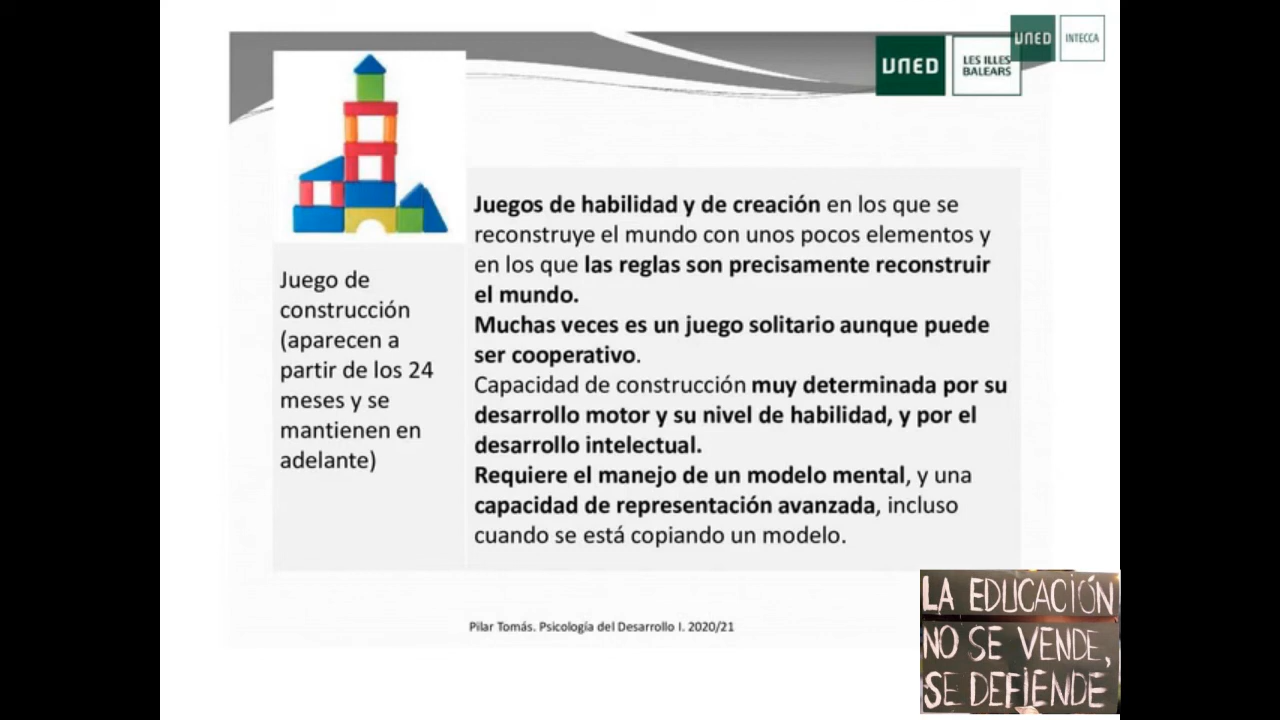 UNED
INTECCA
UNED
LES ILLES
BALEARS
Juego de
construcción
(aparecen a
partir de los 24
meses y se
mantienen en
adelante)
Juegos de habilidad y de creación en los que se
reconstruye el mundo con unos pocos elementos y
en los que las reglas son precisamente reconstruir
el mundo.
Muchas veces es un juego solitario aunque puede
ser cooperativo.
Capacidad de construcción muy determinada por su
desarrollo motor y su nivel de habilidad, y por el
desarrollo intelectual.
Requiere el manejo de un modelo mental, y una
capacidad de representación avanzada, incluso
cuando se está copiando un modelo.
Pilar Tomás. Psicología del Desarrollo I. 2020/21
LA EDUCACIÓN
NO SE VENDE,
SE DEFIENDE